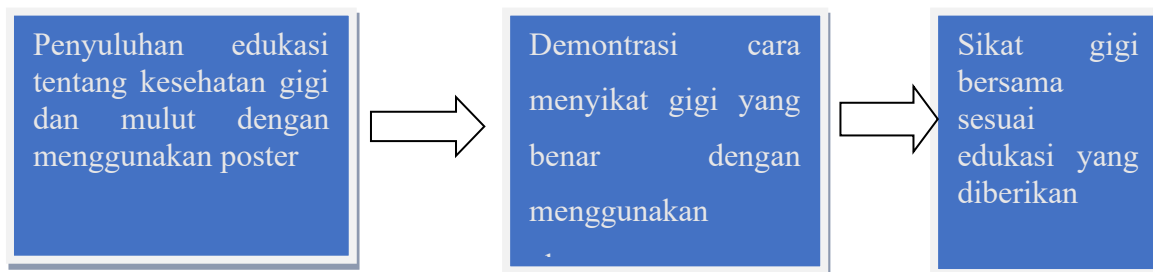 Penyuluhan edukasi
tentang kesehatan gigi
dan mulut dengan
menggunakan poster
Demontrasi cara
menyikat gigi yang
benar dengan
menggunakan
Sikat gigi
bersama
sesuai
edukasi yang
diberikan